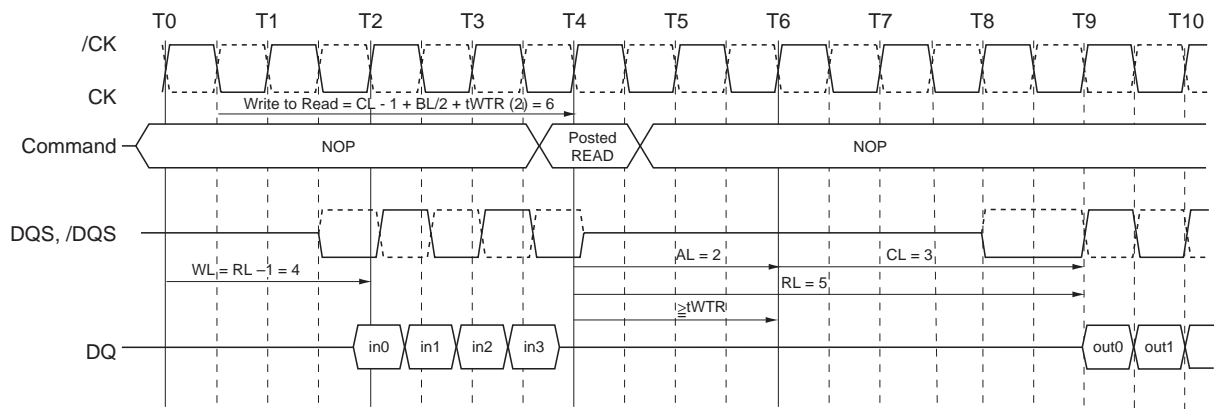 T0 T1 T2 T3 T4 T5 T6 T7 T8 T9 T10
/CK
CK
Write to Read = CL - 1 + BL/2 + tWTR (2) = 6
Command
NOP
Posted
READ
NOP
DQS, /DQS
AL = 2
CL = 3
WL = RL –1 = 4
RL = 5
≧tWTR
DQ
in0 in1 in2 in3
out0 out1